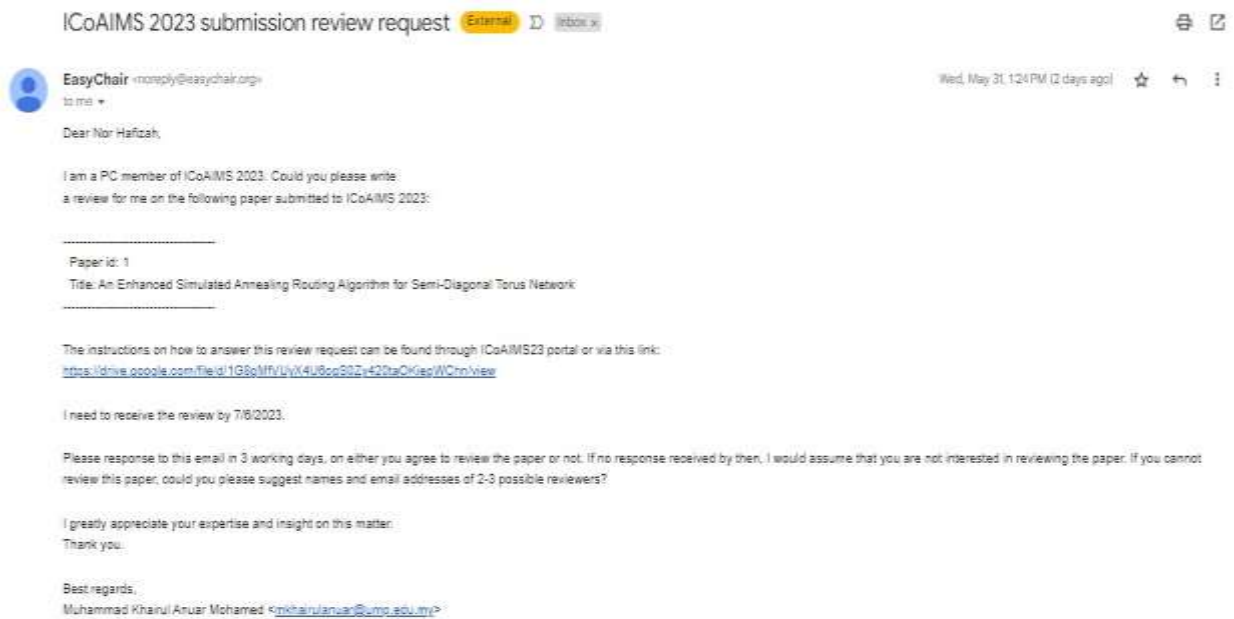 ICoAIMS 2023 submission review request External Inbox x
EasyChair <noreply@easychair.org>
Wed, May 31, 1:24 PM (2 days ago)
to me
Dear Nor Hafizah,
I am a PC member of ICoAIMS 2023. Could you please write
a review for me on the following paper submitted to ICoAIMS 2023:
----------------------------------------
Paper id: 1
Title: An Enhanced Simulated Annealing Routing Algorithm for Semi-Diagonal Torus Network
----------------------------------------
The instructions on how to answer this review request can be found through ICoAIMS23 portal or via this link:
I need to receive the review by 7/6/2023.
Please response to this email in 3 working days, on either you agree to review the paper or not. If no response received by then, I would assume that you are not interested in reviewing the paper. If you cannot
review this paper, could you please suggest names and email addresses of 2-3 possible reviewers?
I greatly appreciate your expertise and insight on this matter.
Thank you.
Best regards,
Muhammad Khairul Anuar Mohamed <mkhairulanuar@ump.edu.my>